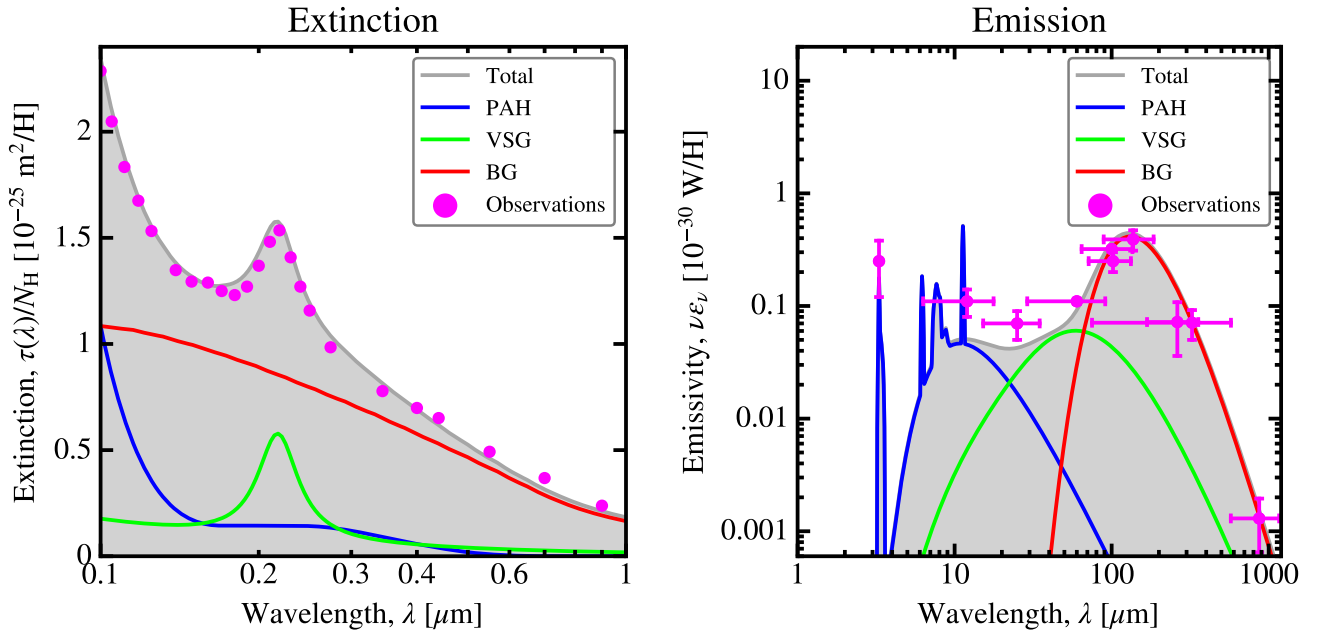 Extinction
Extinction, τ(λ)/N_H [10⁻²⁵ m²/H]
2
1.5
1
0.5
0
0.1
0.2
0.3
0.4
0.6
1
Wavelength, λ [μm]
Total
PAH
VSG
BG
Observations
Emission
Emissivity, νε_ν [10⁻³⁰ W/H]
10
1
0.1
0.01
0.001
1
10
100
1000
Wavelength, λ [μm]
Total
PAH
VSG
BG
Observations